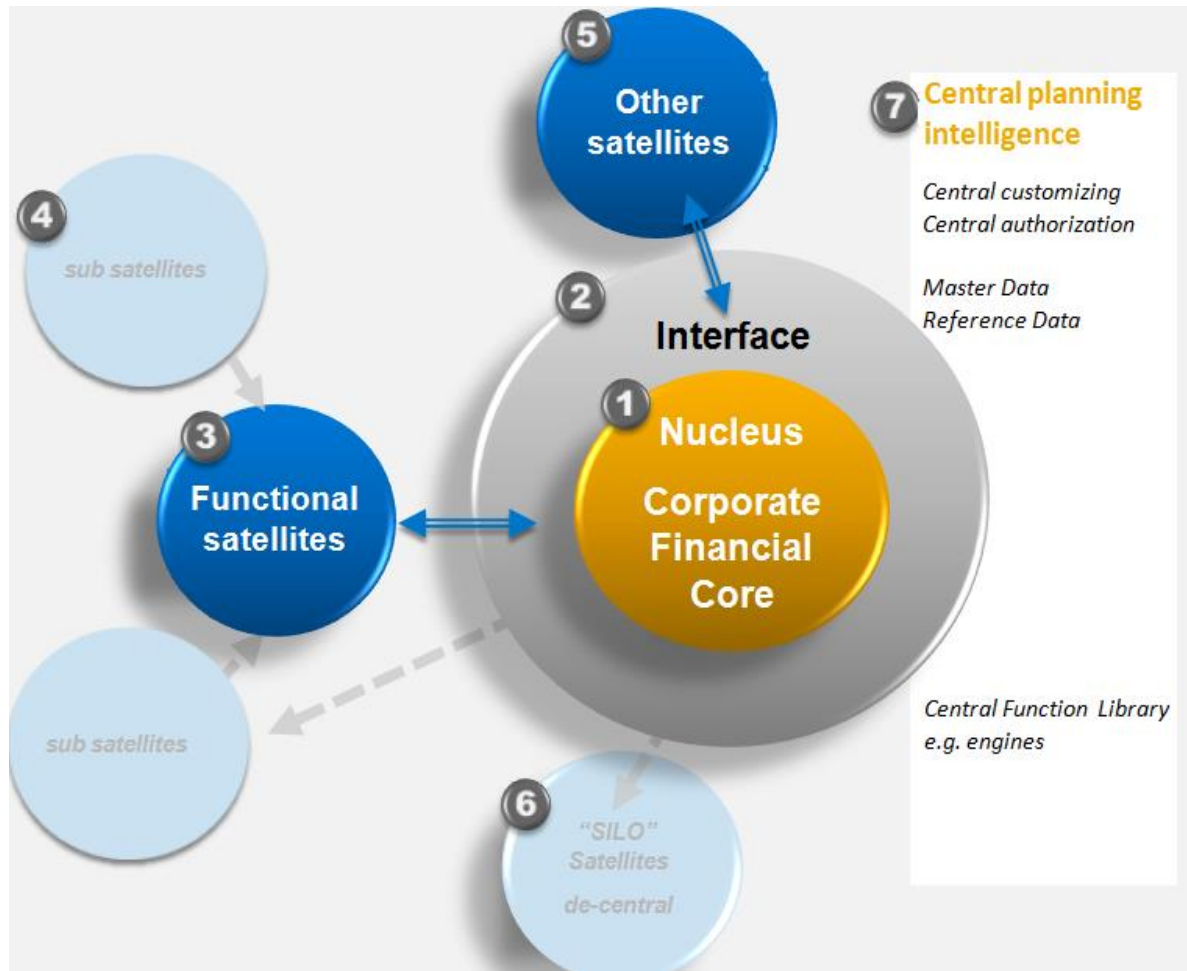 5
Other
satellites
7
Central planning
intelligence
Central customizing
Central authorization
Master Data
Reference Data
Central Function Library
e.g. engines
4
sub satellites
2
Interface
1
Nucleus
Corporate
Financial
Core
3
Functional
satellites
sub satellites
6
“SILO”
Satellites
de-central